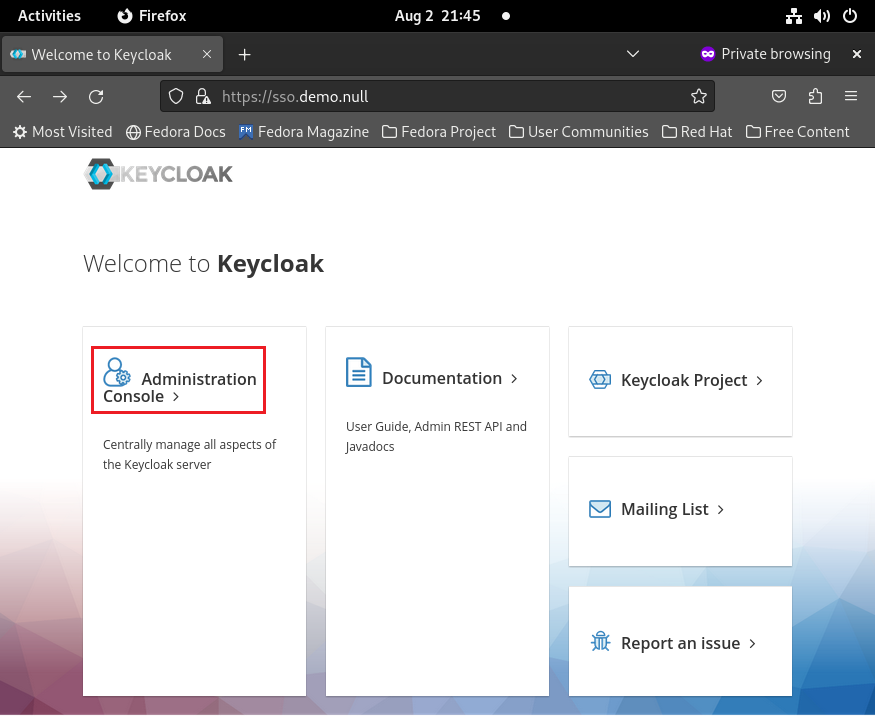 Activities Firefox Aug 2 21:45
Welcome to Keycloak Private browsing
https://sso.demo.null
Most Visited Fedora Docs FM Fedora Magazine Fedora Project User Communities Red Hat Free Content
KEYCLOAK
Welcome to Keycloak
Administration
Console
Centrally manage all aspects of
the Keycloak server
Documentation
User Guide, Admin REST API and
Javadocs
Keycloak Project
Mailing List
Report an issue